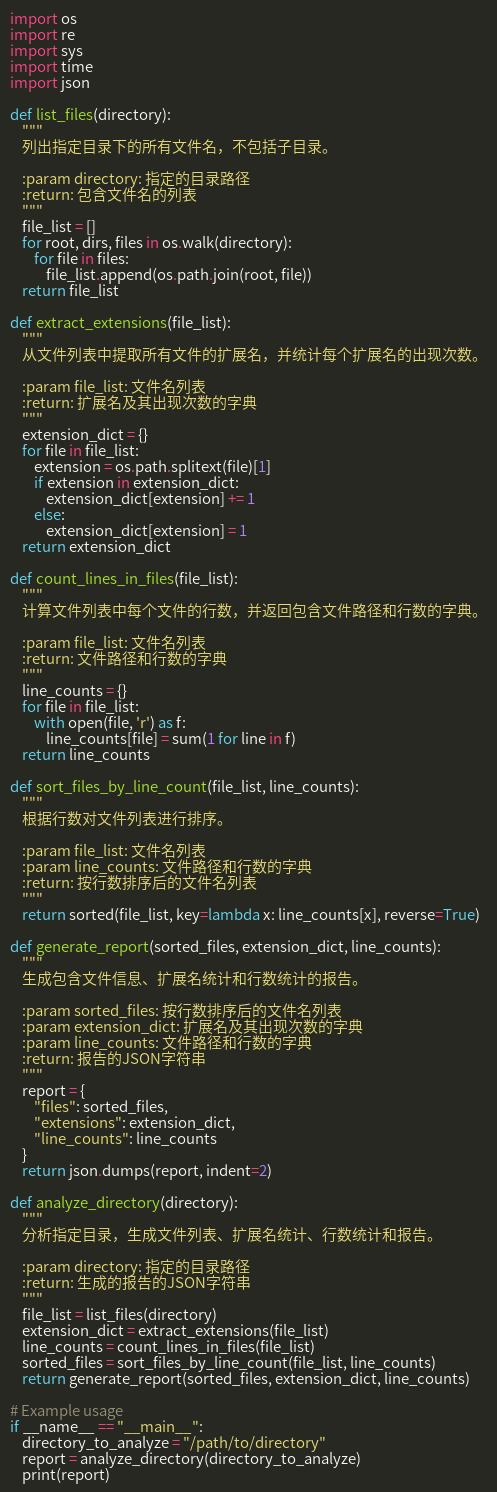 import os
import re
import sys
import time
import json

def list_files(directory):
    """
    列出指定目录下的所有文件名，不包括子目录。

    :param directory: 指定的目录路径
    :return: 包含文件名的列表
    """
    file_list = []
    for root, dirs, files in os.walk(directory):
        for file in files:
            file_list.append(os.path.join(root, file))
    return file_list

def extract_extensions(file_list):
    """
    从文件列表中提取所有文件的扩展名，并统计每个扩展名的出现次数。

    :param file_list: 文件名列表
    :return: 扩展名及其出现次数的字典
    """
    extension_dict = {}
    for file in file_list:
        extension = os.path.splitext(file)[1]
        if extension in extension_dict:
            extension_dict[extension] += 1
        else:
            extension_dict[extension] = 1
    return extension_dict

def count_lines_in_files(file_list):
    """
    计算文件列表中每个文件的行数，并返回包含文件路径和行数的字典。

    :param file_list: 文件名列表
    :return: 文件路径和行数的字典
    """
    line_counts = {}
    for file in file_list:
        with open(file, 'r') as f:
            line_counts[file] = sum(1 for line in f)
    return line_counts

def sort_files_by_line_count(file_list, line_counts):
    """
    根据行数对文件列表进行排序。

    :param file_list: 文件名列表
    :param line_counts: 文件路径和行数的字典
    :return: 按行数排序后的文件名列表
    """
    return sorted(file_list, key=lambda x: line_counts[x], reverse=True)

def generate_report(sorted_files, extension_dict, line_counts):
    """
    生成包含文件信息、扩展名统计和行数统计的报告。

    :param sorted_files: 按行数排序后的文件名列表
    :param extension_dict: 扩展名及其出现次数的字典
    :param line_counts: 文件路径和行数的字典
    :return: 报告的JSON字符串
    """
    report = {
        "files": sorted_files,
        "extensions": extension_dict,
        "line_counts": line_counts
    }
    return json.dumps(report, indent=2)

def analyze_directory(directory):
    """
    分析指定目录，生成文件列表、扩展名统计、行数统计和报告。

    :param directory: 指定的目录路径
    :return: 生成的报告的JSON字符串
    """
    file_list = list_files(directory)
    extension_dict = extract_extensions(file_list)
    line_counts = count_lines_in_files(file_list)
    sorted_files = sort_files_by_line_count(file_list, line_counts)
    return generate_report(sorted_files, extension_dict, line_counts)

# Example usage
if __name__ == "__main__":
    directory_to_analyze = "/path/to/directory"
    report = analyze_directory(directory_to_analyze)
    print(report)